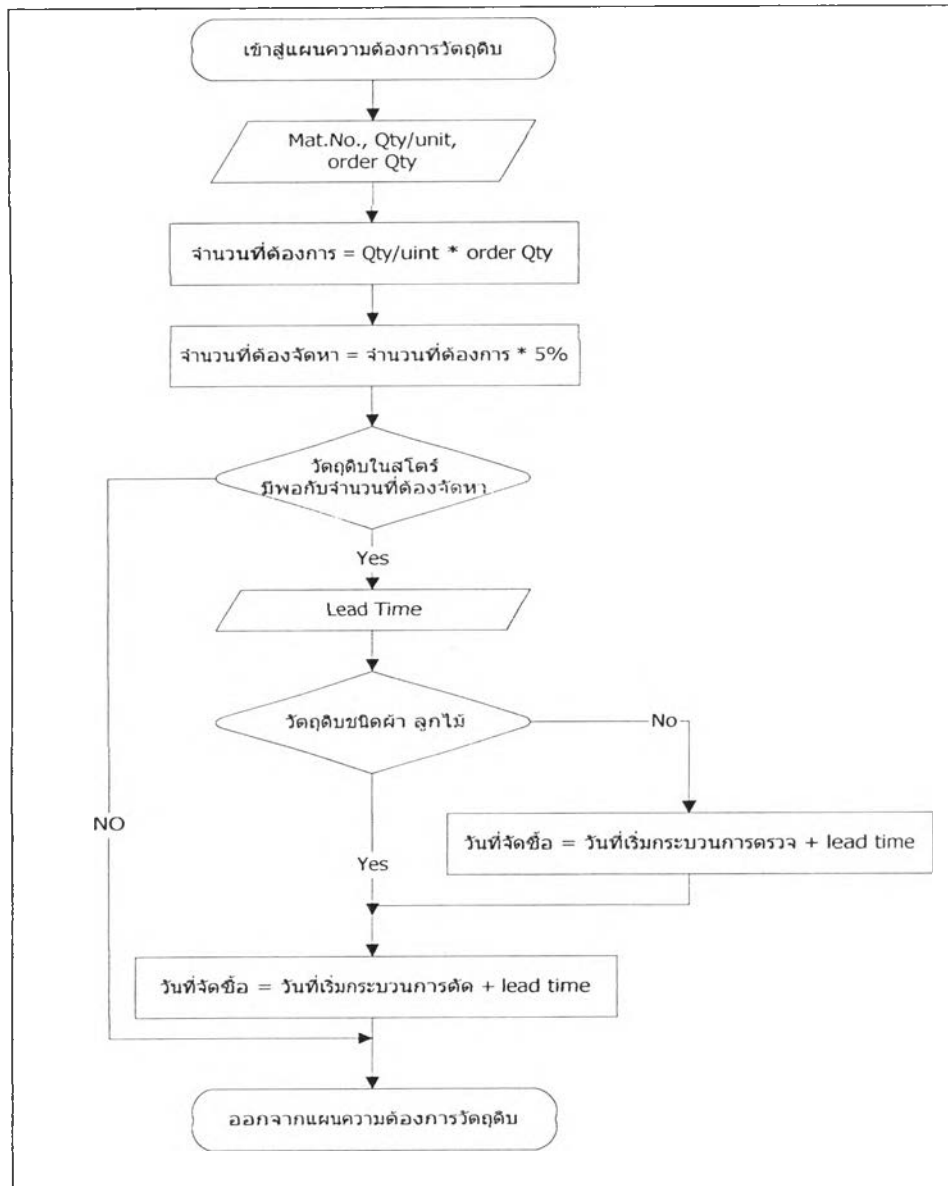 เข้าสู่แผนความต้องการวัตถุดิบ
Mat.No., Qty/unit,
order Qty
จำนวนที่ต้องการ = Qty/uint * order Qty
จำนวนที่ต้องจัดหา = จำนวนที่ต้องการ * 5%
วัตถุดิบในสโตร์
มีพอกับจำนวนที่ต้องจัดหา
Yes
Lead Time
วัตถุดิบชนิดผ้า ลูกไม้
No
NO
วันที่จัดซื้อ = วันที่เริ่มกระบวนการตรวจ + lead time
Yes
วันที่จัดซื้อ = วันที่เริ่มกระบวนการตัด + lead time
ออกจากแผนความต้องการวัตถุดิบ